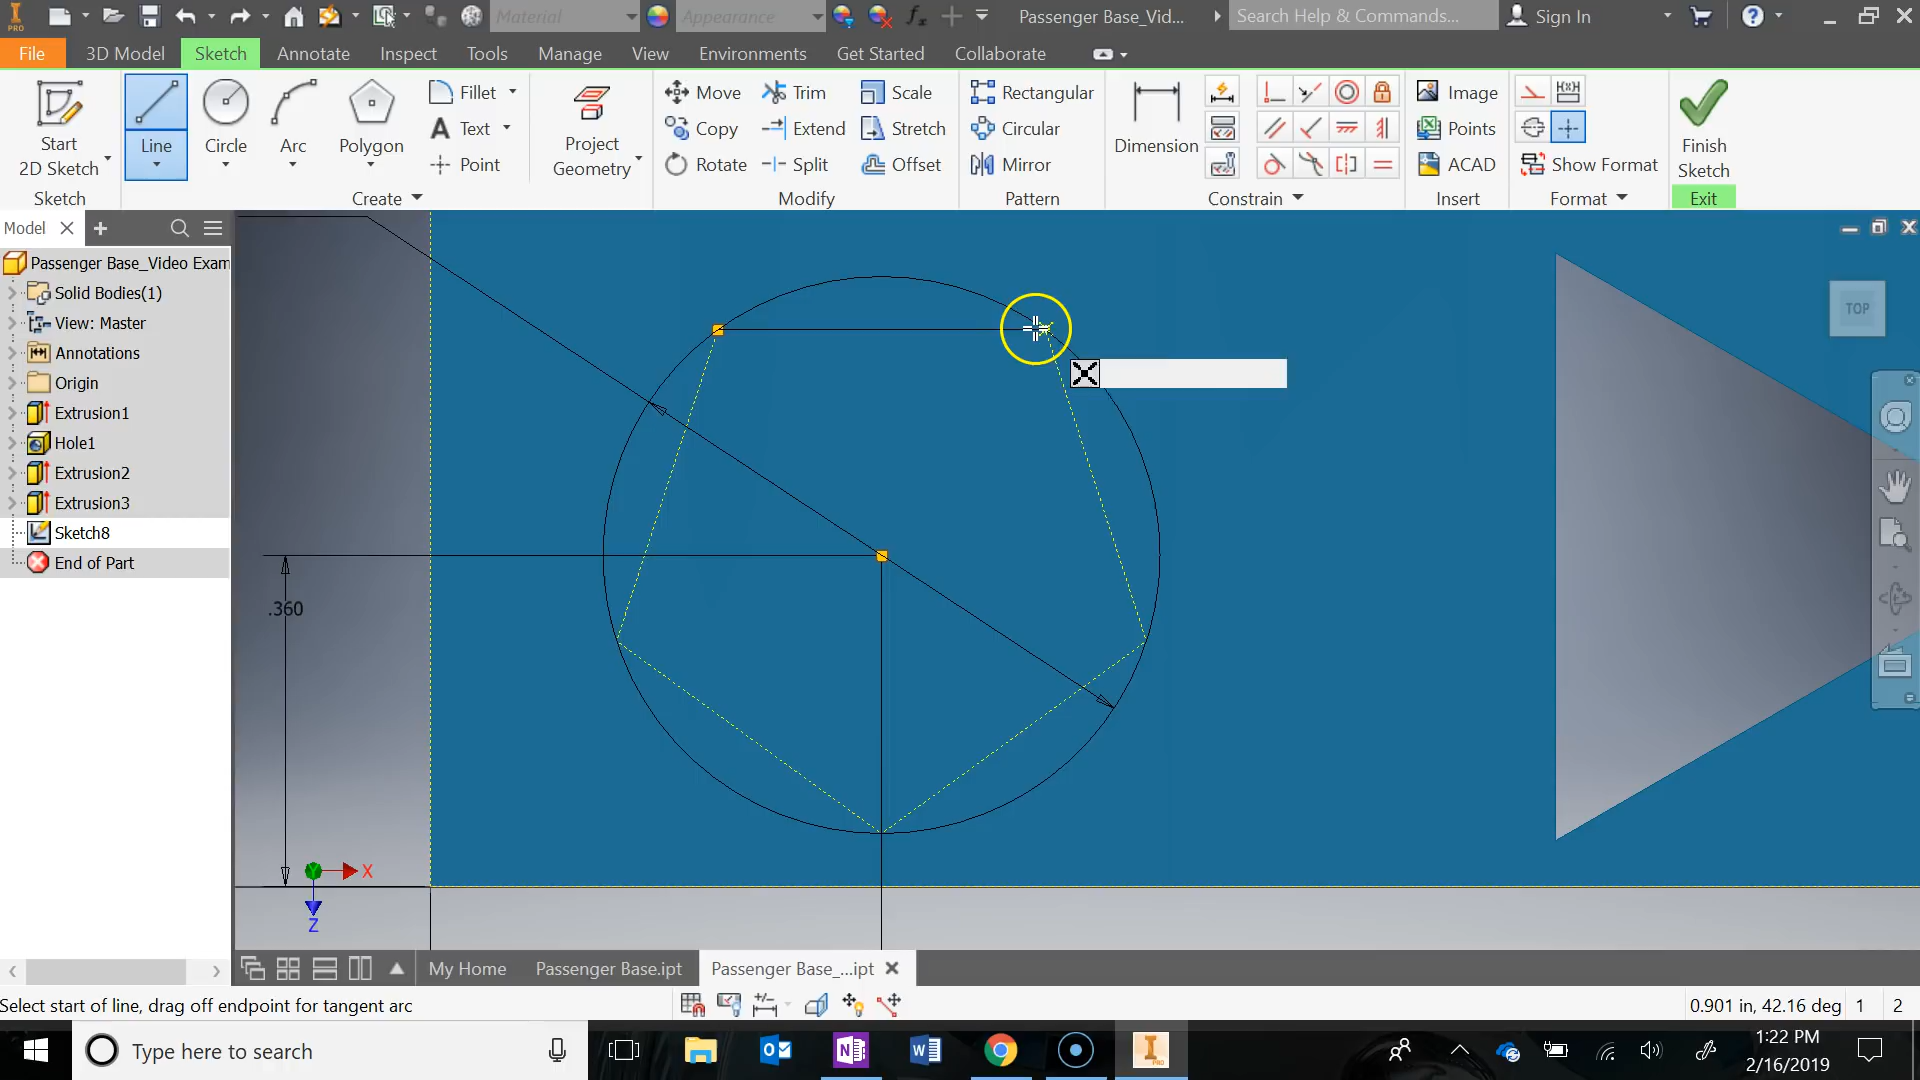 PRO
Material
Appearance
Passenger Base_Vid...
Search Help & Commands...
Sign In
File
3D Model
Sketch
Annotate
Inspect
Tools
Manage
View
Environments
Get Started
Collaborate
Start
2D Sketch
Line
Circle
Arc
Polygon
Fillet
Text
Point
Project
Geometry
Move
Trim
Scale
Copy
Extend
Stretch
Rotate
Split
Offset
Rectangular
Circular
Mirror
Dimension
Image
Points
ACAD
Show Format
Finish
Sketch
Sketch
Create
Modify
Pattern
Constrain
Insert
Format
Exit
Model
Passenger Base_Video Exam
Solid Bodies(1)
View: Master
Annotations
Origin
Extrusion1
Hole1
Extrusion2
Extrusion3
Sketch8
End of Part
TOP
.360
X
Z
My Home
Passenger Base.ipt
Passenger Base_...ipt
Select start of line, drag off endpoint for tangent arc
0.901 in, 42.16 deg
1
2
Type here to search
1:22 PM
2/16/2019